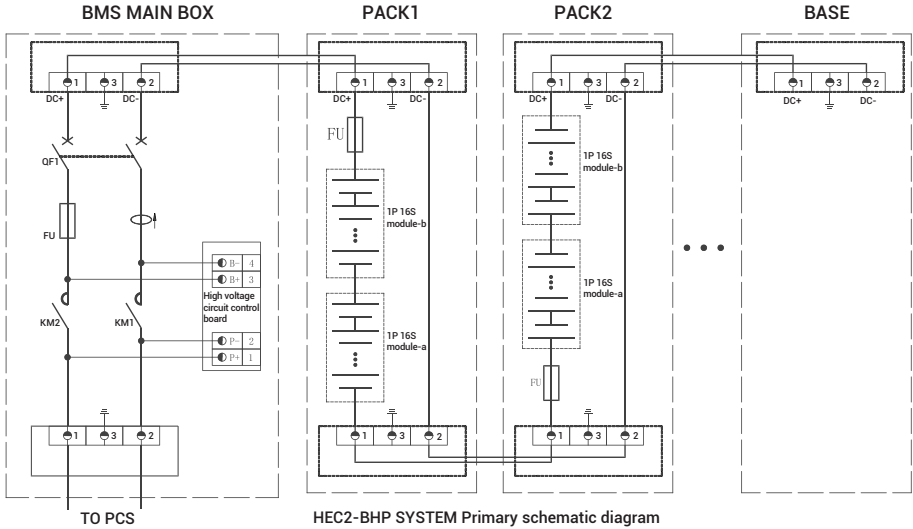 BMS MAIN BOX
PACK1
PACK2
BASE
1 3 2
DC+ DC-
QF1
FU
KM2
KM1
B- 4
B+ 3
High voltage
circuit control
board
P- 2
P+ 1
1 3 2
TO PCS
1 3 2
DC+ DC-
FU
1P 16S
module-b
1P 16S
module-a
1 3 2
1 3 2
DC+ DC-
1P 16S
module-b
1P 16S
module-a
FU
1 3 2
1 3 2
DC+ DC-
HEC2-BHP SYSTEM Primary schematic diagram